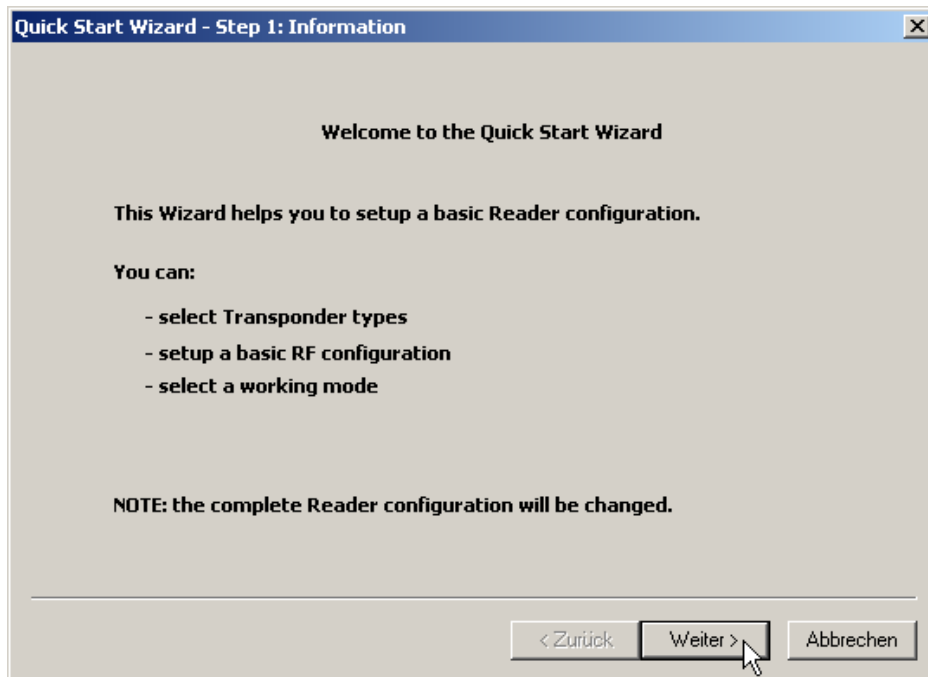 Quick Start Wizard - Step 1: Information
Welcome to the Quick Start Wizard
This Wizard helps you to setup a basic Reader configuration.
You can:
- select Transponder types
- setup a basic RF configuration
- select a working mode
NOTE: the complete Reader configuration will be changed.
< Zurück
Weiter >
Abbrechen